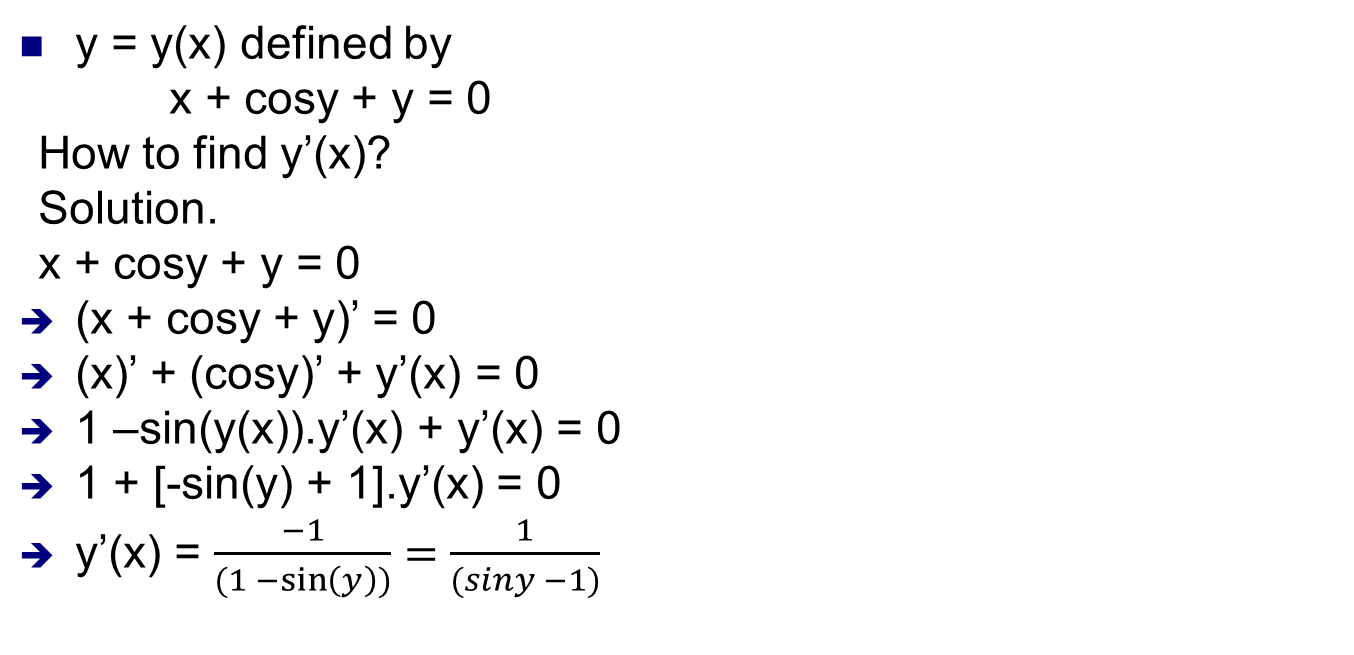 ■ y = y(x) defined by
x + cosy + y = 0
How to find y’(x)?
Solution.
x + cosy + y = 0
➔ (x + cosy + y)’ = 0
➔ (x)’ + (cosy)’ + y’(x) = 0
➔ 1 –sin(y(x)).y’(x) + y’(x) = 0
➔ 1 + [-sin(y) + 1].y’(x) = 0
➔ y’(x) = −1/(1 −sin(y)) = 1/(siny −1)